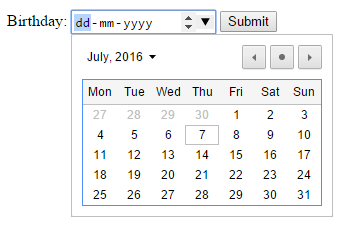 Birthday: dd-mm-yyyy Submit
July, 2016
Mon Tue Wed Thu Fri Sat Sun
27 28 29 30 1 2 3
4 5 6 7 8 9 10
11 12 13 14 15 16 17
18 19 20 21 22 23 24
25 26 27 28 29 30 31